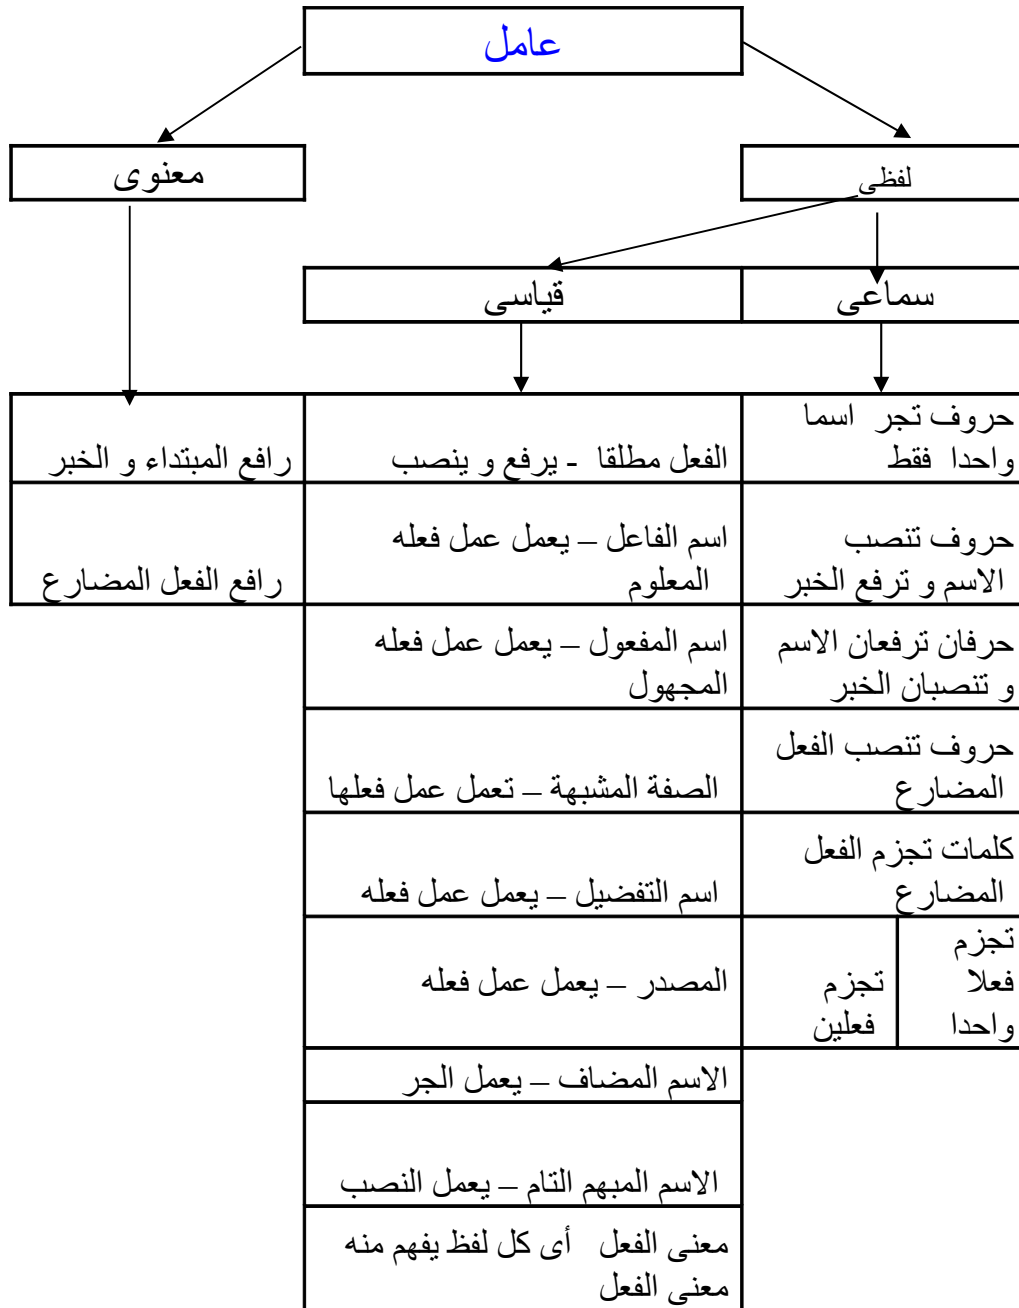 عامل
لفظى
معنوى
سماعى
قياسى
حروف تجر اسما
واحدا فقط
الفعل مطلقا - يرفع و ينصب
رافع المبتداء و الخبر
حروف تنصب
الاسم و ترفع الخبر
اسم الفاعل – يعمل عمل فعله
المعلوم
رافع الفعل المضارع
حرفان ترفعان الاسم
و تنصبان الخبر
اسم المفعول – يعمل عمل فعله
المجهول
حروف تنصب الفعل
المضارع
الصفة المشبهة – تعمل عمل فعلها
كلمات تجزم الفعل
المضارع
اسم التفضيل – يعمل عمل فعله
تجزم
فعلا
واحدا
تجزم
فعلين
المصدر – يعمل عمل فعله
الاسم المضاف – يعمل الجر
الاسم المبهم التام – يعمل النصب
معنى الفعل أى كل لفظ يفهم منه
معنى الفعل